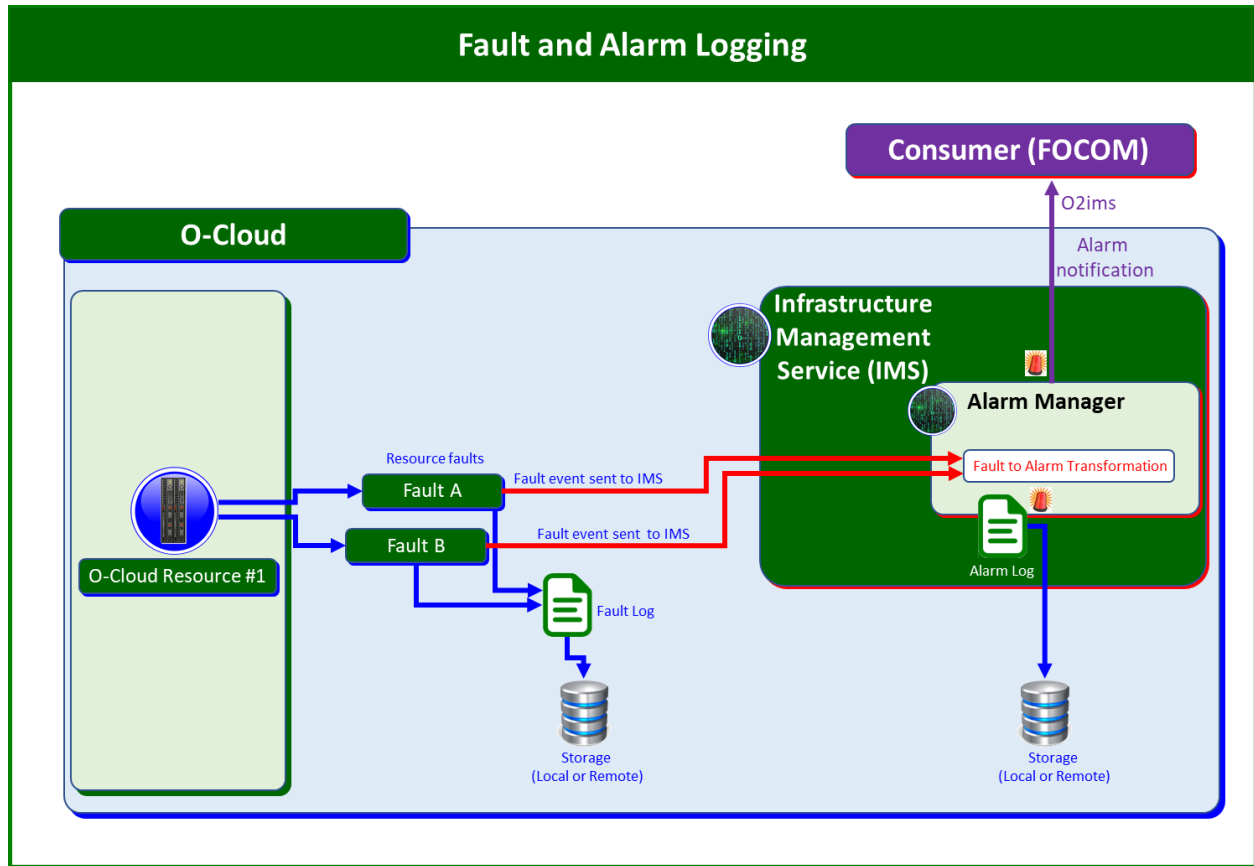 Fault and Alarm Logging
Consumer (FOCOM)
O2ims
Alarm
notification
O-Cloud
Infrastructure
Management
Service (IMS)
Alarm Manager
Fault to Alarm Transformation
Resource faults
Fault A
Fault event sent to IMS
Fault B
Fault event sent to IMS
O-Cloud Resource #1
Alarm Log
Fault Log
Storage
(Local or Remote)
Storage
(Local or Remote)